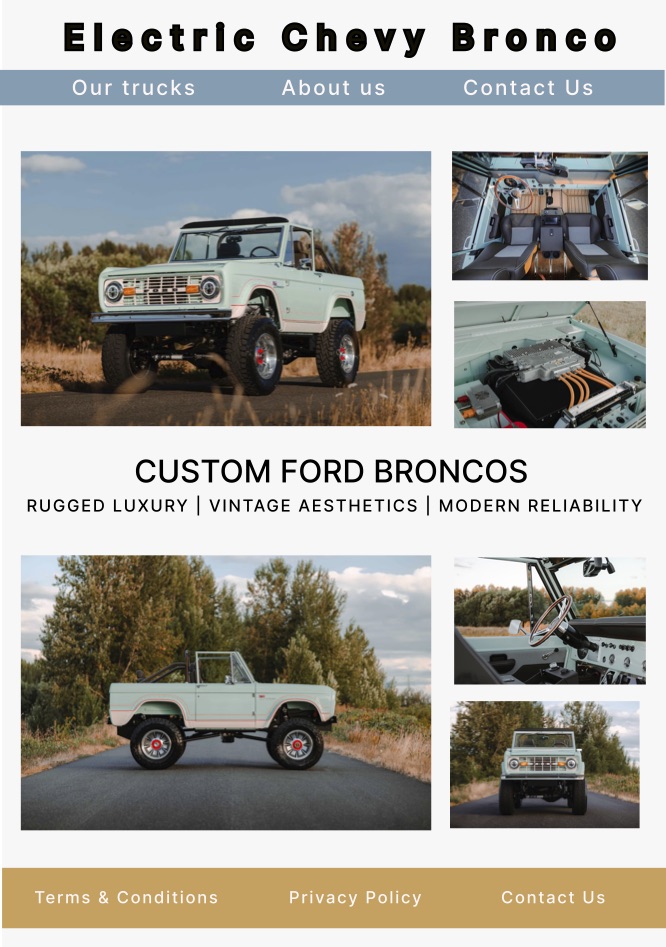 Electric Chevy Bronco
Our trucks About us Contact Us
CUSTOM FORD BRONCOS
RUGGED LUXURY | VINTAGE AESTHETICS | MODERN RELIABILITY
Terms & Conditions Privacy Policy Contact Us